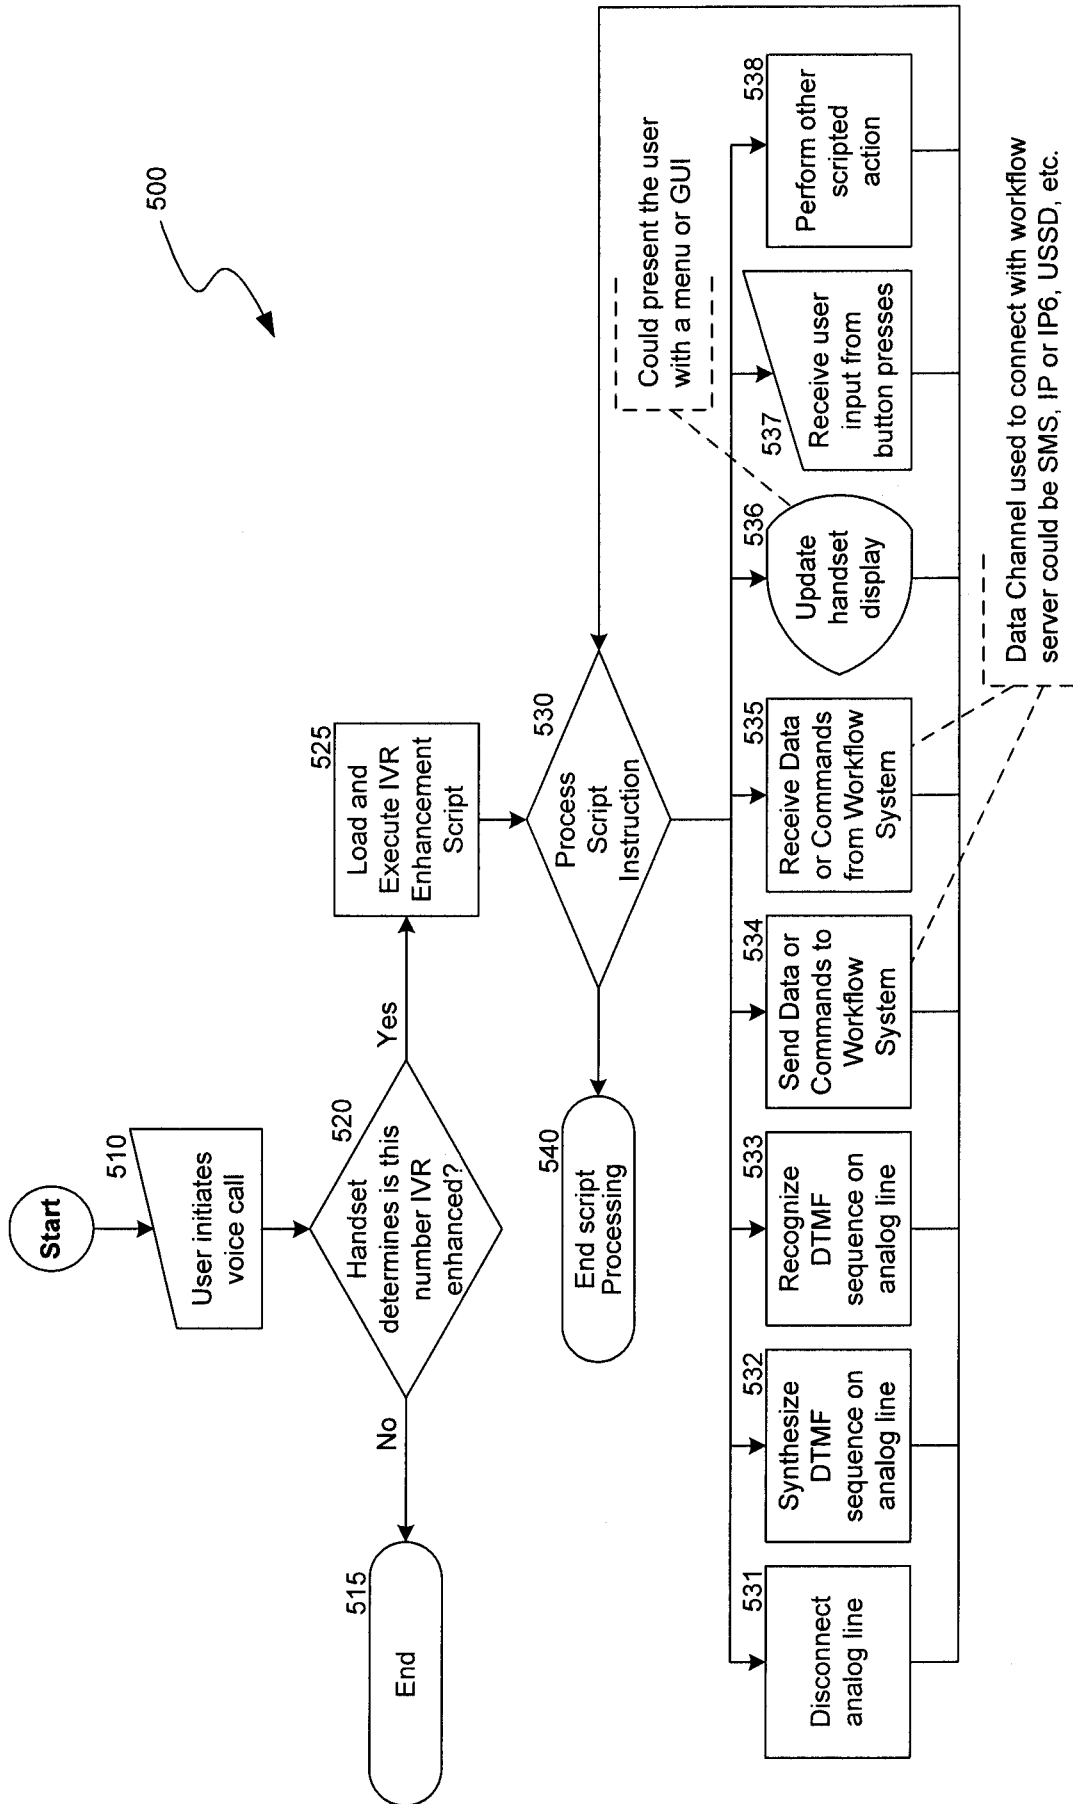 500
Start
510
User initiates
voice call
520
Handset
determines is this
number IVR
enhanced?
No
Yes
515
End
525
Load and
Execute IVR
Enhancement
Script
530
Process
Script
Instruction
540
End script
Processing
Could present the user
with a menu or GUI
531
Disconnect
analog line
532
Synthesize
DTMF
sequence on
analog line
533
Recognize
DTMF
sequence on
analog line
534
Send Data or
Commands to
Workflow
System
535
Receive Data
or Commands
from Workflow
System
536
Update
handset
display
537
Receive user
input from
button presses
538
Perform other
scripted
action
Data Channel used to connect with workflow
server could be SMS, IP or IP6, USSD, etc.